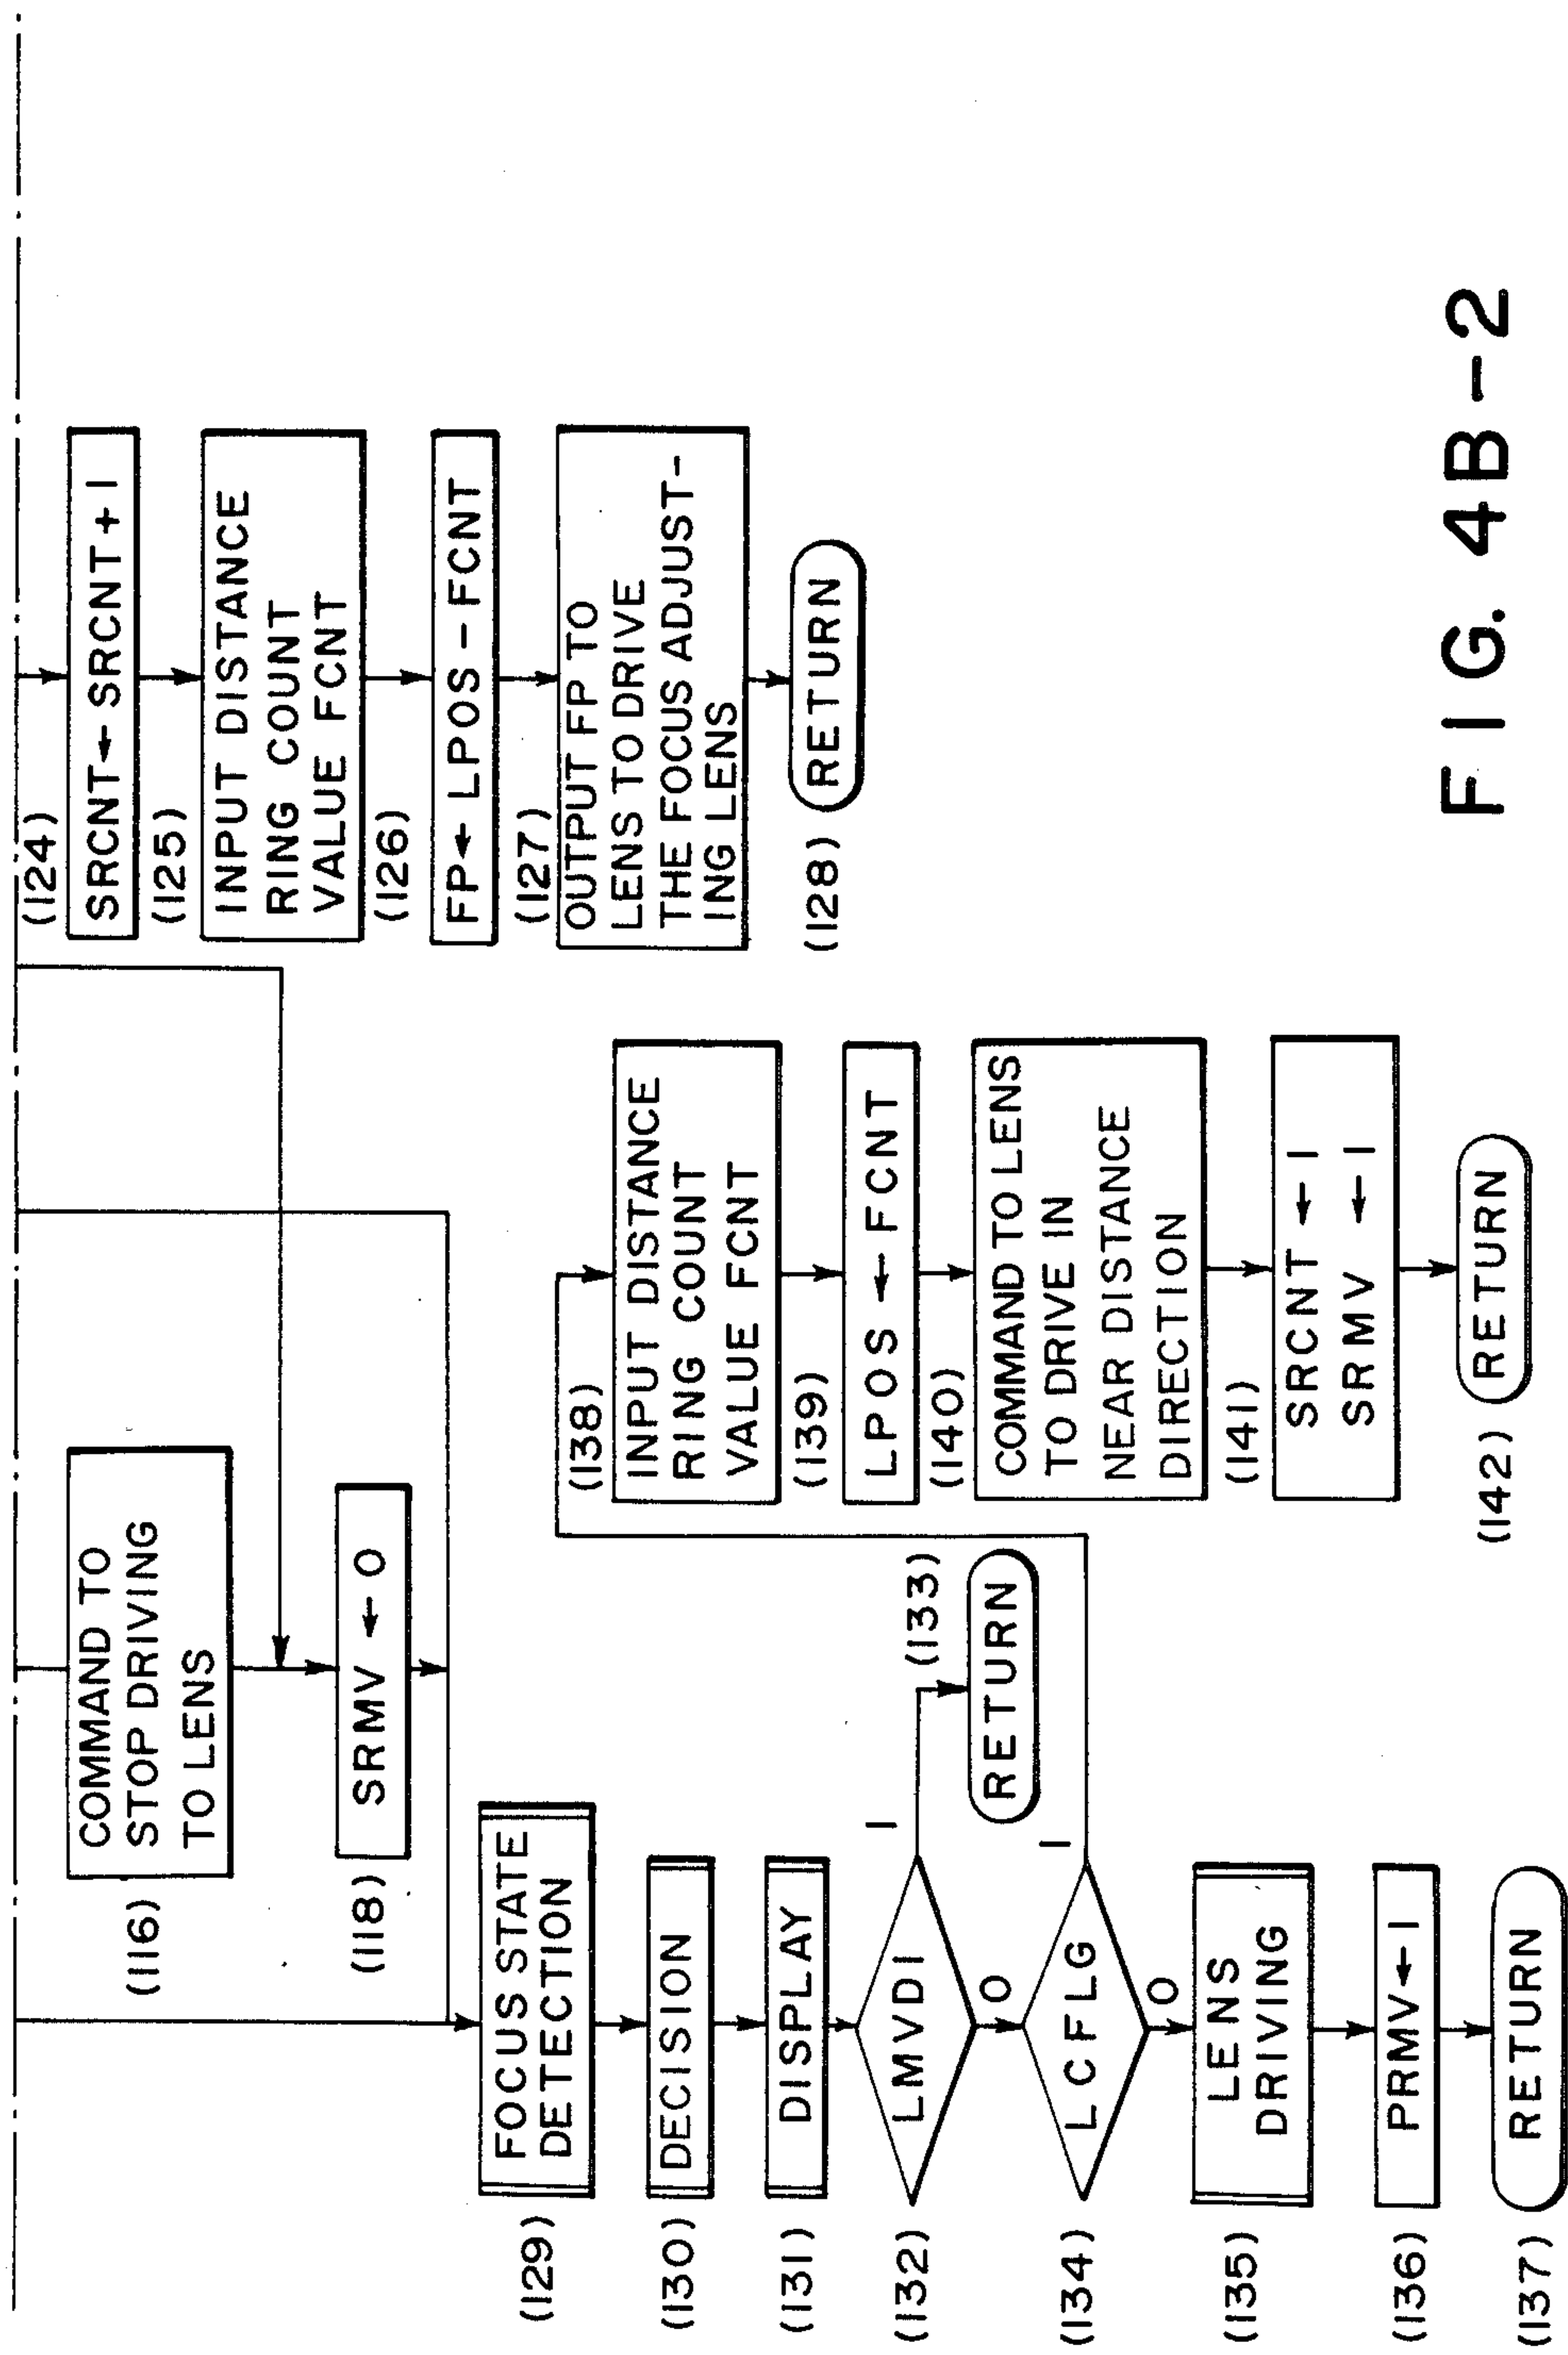 (116)
COMMAND TO
STOP DRIVING
TO LENS
(118)
SRMV ← 0
(124)
SRCNT ← SRCNT + 1
(125)
INPUT DISTANCE
RING COUNT
VALUE FCNT
(126)
FP ← LPOS – FCNT
(127)
OUTPUT FP TO
LENS TO DRIVE
THE FOCUS ADJUST-
ING LENS
(128)
RETURN
(129)
FOCUS STATE
DETECTION
(130)
DECISION
(131)
DISPLAY
(132)
LMVDI
1
(133)
RETURN
0
(134)
LCFLG
1
0
(135)
LENS
DRIVING
(136)
PRMV ← 1
(137)
RETURN
(138)
INPUT DISTANCE
RING COUNT
VALUE FCNT
(139)
LPOS ← FCNT
(140)
COMMAND TO LENS
TO DRIVE IN
NEAR DISTANCE
DIRECTION
(141)
SRCNT ← 1
SRMV ← 1
(142)
RETURN
FIG. 4B-2